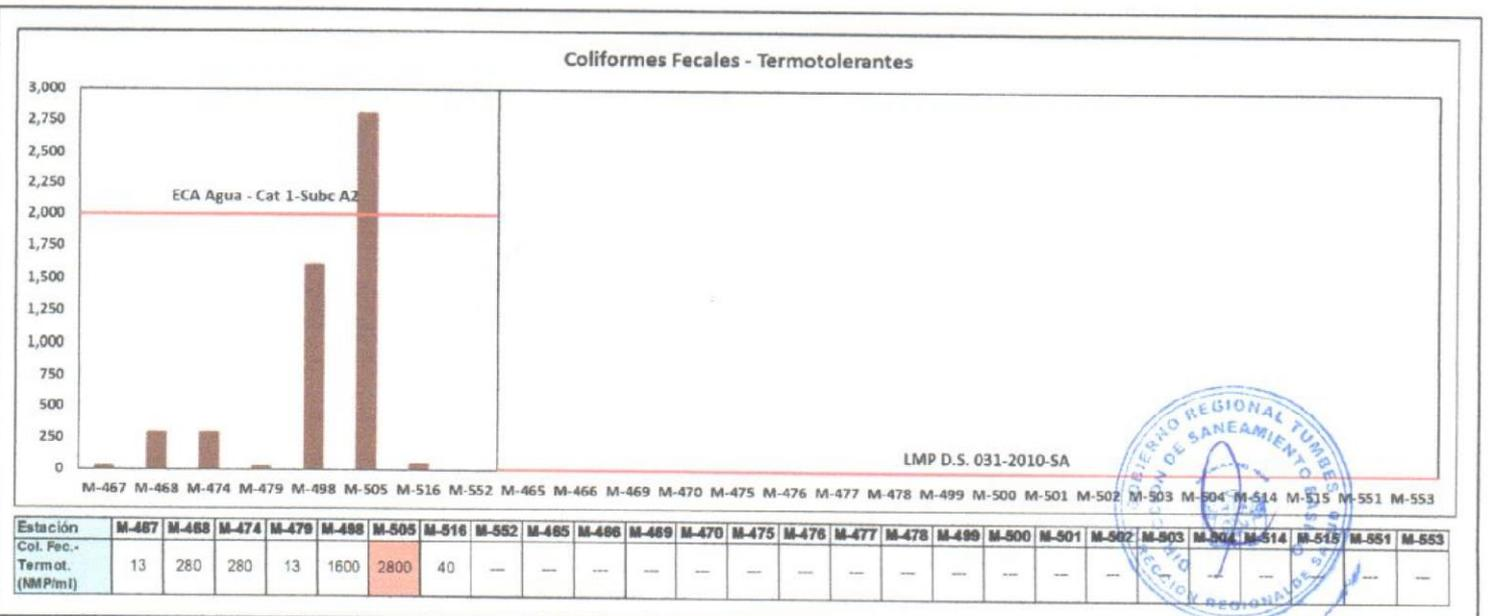 Coliformes Fecales - Termotolerantes
3,000
2,750
2,500
2,250
2,000
1,750
1,500
1,250
1,000
750
500
250
0
ECA Agua - Cat 1-Subc A2
LMP D.S. 031-2010-SA
M-467 M-468 M-474 M-479 M-498 M-505 M-516 M-552 M-465 M-466 M-469 M-470 M-475 M-476 M-477 M-478 M-499 M-500 M-501 M-502 M-503 M-504 M-514 M-515 M-551 M-553
Estación M-467 M-468 M-474 M-479 M-498 M-505 M-516 M-552 M-465 M-466 M-469 M-470 M-475 M-476 M-477 M-478 M-499 M-500 M-501 M-502 M-503 M-504 M-514 M-515 M-551 M-553
Col. Fec.-
Termot.
(NMP/ml)
13 280 280 13 1600 2800 40 --- --- --- --- --- --- --- --- --- --- --- --- --- --- --- --- --- --- ---
GOBIERNO REGIONAL TUMBES
DE SANEAMIENTO
REGIONAL DE